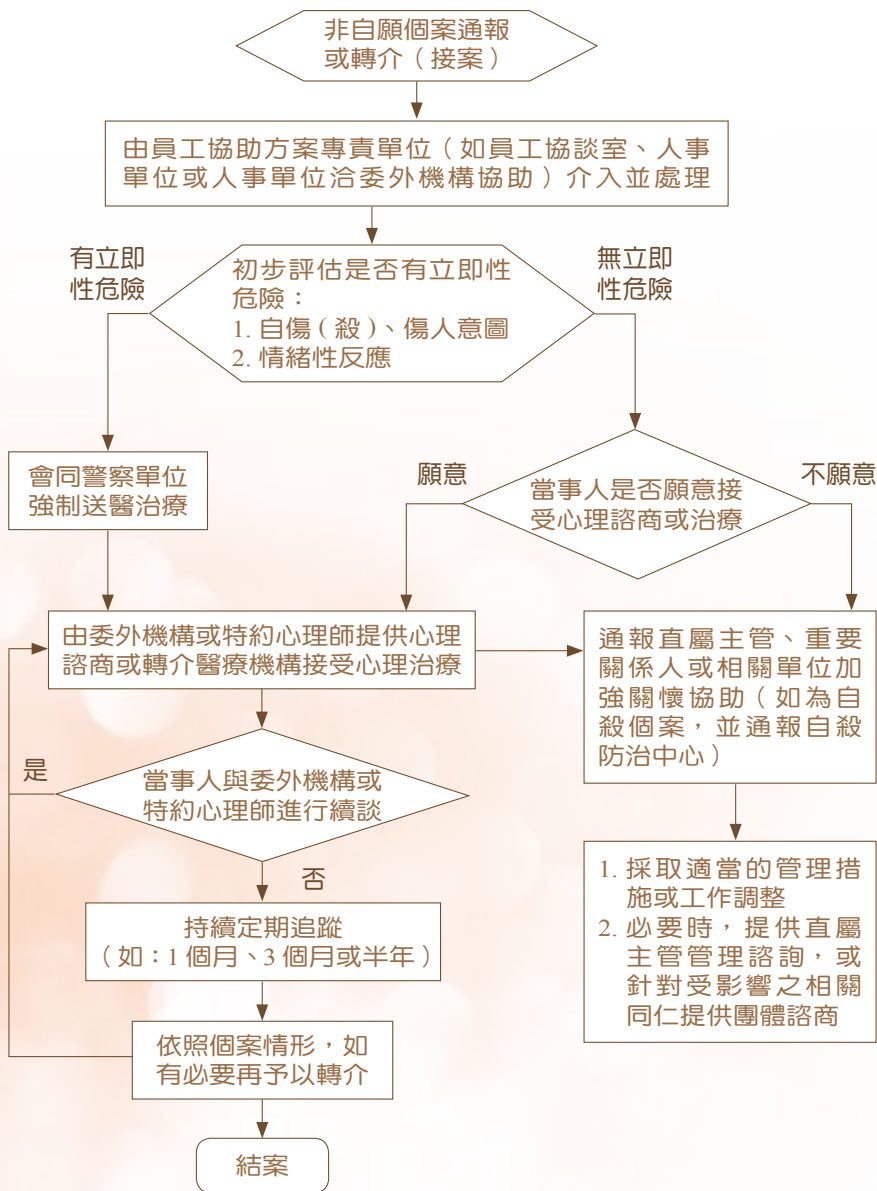 非自願個案通報
或轉介（接案）
由員工協助方案專責單位（如員工協談室、人事
單位或人事單位洽委外機構協助）介入並處理
有立即
性危險
初步評估是否有立即性
危險：
1. 自傷（殺）、傷人意圖
2. 情緒性反應
無立即
性危險
會同警察單位
強制送醫治療
願意
當事人是否願意接
受心理諮商或治療
不願意
由委外機構或特約心理師提供心理
諮商或轉介醫療機構接受心理治療
通報直屬主管、重要
關係人或相關單位加
強關懷協助（如為自
殺個案，並通報自殺
防治中心）
是
當事人與委外機構或
特約心理師進行續談
否
持續定期追蹤
（如：1 個月、3 個月或半年）
1. 採取適當的管理措
施或工作調整
2. 必要時，提供直屬
主管管理諮詢，或
針對受影響之相關
同仁提供團體諮商
依照個案情形，如
有必要再予以轉介
結案